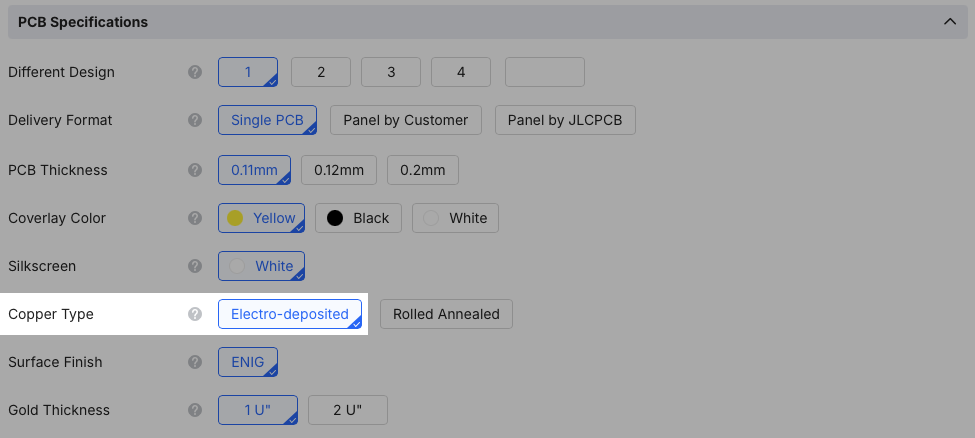 PCB Specifications
Different Design ? 1 2 3 4
Delivery Format ? Single PCB Panel by Customer Panel by JLCPCB
PCB Thickness ? 0.11mm 0.12mm 0.2mm
Coverlay Color ? Yellow Black White
Silkscreen ? White
Copper Type ? Electro-deposited Rolled Annealed
Surface Finish ? ENIG
Gold Thickness ? 1 U" 2 U"